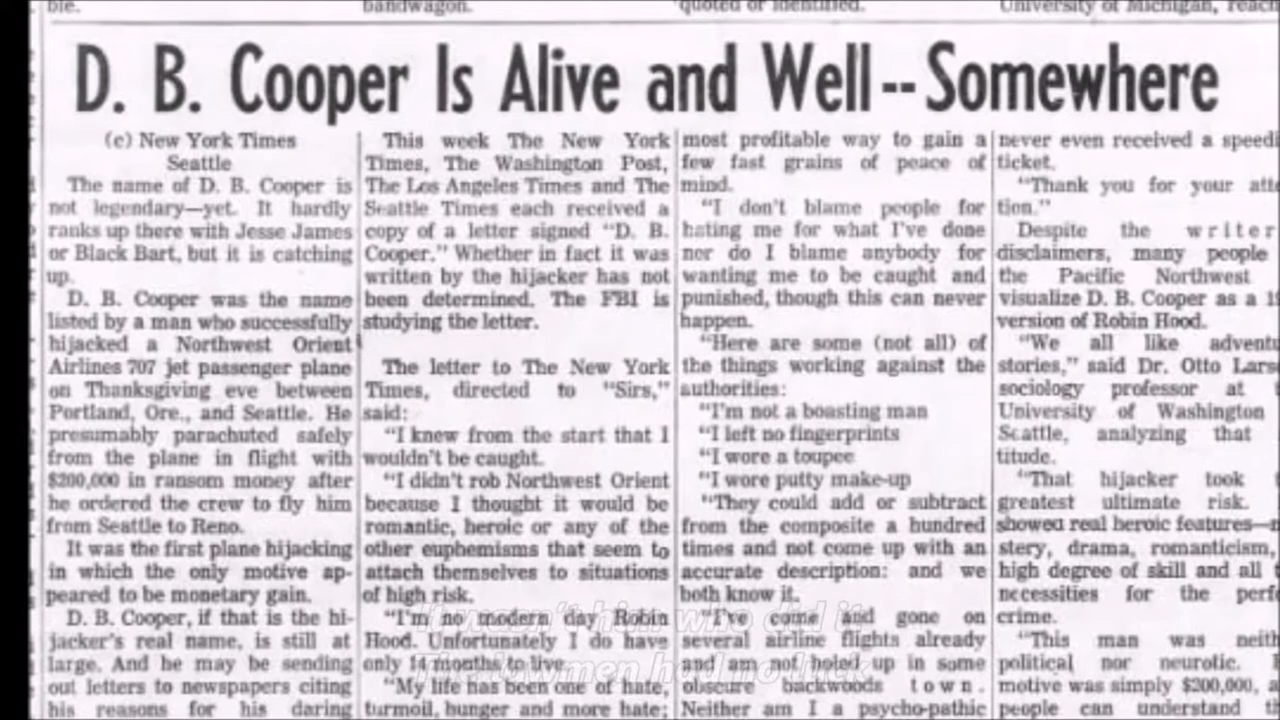 ble.
bandwagon.
quoted or identified.
University of Michigan, reach
D. B. Cooper Is Alive and Well--Somewhere
(c) New York Times
Seattle
The name of D. B. Cooper is
not legendary—yet. It hardly
ranks up there with Jesse James
or Black Bart, but it is catching
up.
D. B. Cooper was the name
listed by a man who successfully
hijacked a Northwest Orient
Airlines 707 jet passenger plane
on Thanksgiving eve between
Portland, Ore., and Seattle. He
presumably parachuted safely
from the plane in flight with
$200,000 in ransom money after
he ordered the crew to fly him
from Seattle to Reno.
It was the first plane hijacking
in which the only motive ap-
peared to be monetary gain.
D. B. Cooper, if that is the hi-
jacker's real name, is still at
large. And he may be sending
out letters to newspapers citing
his reasons for his daring
This week The New York
Times, The Washington Post,
The Los Angeles Times and The
Seattle Times each received a
copy of a letter signed "D. B.
Cooper." Whether in fact it was
written by the hijacker has not
been determined. The FBI is
studying the letter.
The letter to The New York
Times, directed to "Sirs,"
said:
"I knew from the start that I
wouldn't be caught.
"I didn't rob Northwest Orient
because I thought it would be
romantic, heroic or any of the
other euphemisms that seem to
attach themselves to situations
of high risk.
"I'm no modern day Robin
Hood. Unfortunately I do have
only 14 months to live.
"My life has been one of hate,
turmoil, hunger and more hate;
most profitable way to gain a
few fast grains of peace of
mind.
"I don't blame people for
hating me for what I've done
nor do I blame anybody for
wanting me to be caught and
punished, though this can never
happen.
"Here are some (not all) of
the things working against the
authorities:
"I'm not a boasting man
"I left no fingerprints
"I wore a toupee
"I wore putty make-up
"They could add or subtract
from the composite a hundred
times and not come up with an
accurate description: and we
both know it.
"I've come and gone on
several airline flights already
and am not holed up in some
obscure backwoods town.
Neither am I a psycho-pathic
never even received a speedi
ticket.
"Thank you for your atte
tion."
Despite the writer
disclaimers, many people
the Pacific Northwest
visualize D. B. Cooper as a 1
version of Robin Hood.
"We all like adventu
stories," said Dr. Otto Lars
sociology professor at
University of Washington
Seattle, analyzing that
titude.
"That hijacker took
greatest ultimate risk.
showed real heroic features—
stery, drama, romanticism,
high degree of skill and all
necessities for the perf
crime.
"This man was neith
political nor neurotic.
motive was simply $200,000, a
people can understand
It wasn't him who did it
The lawmen had no luck